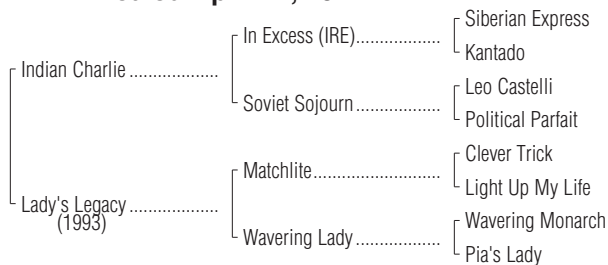 Siberian Express
In Excess (IRE)....................
Kantado
Indian Charlie .....................
Leo Castelli
Soviet Sojourn ....................
Political Parfait
Clever Trick
Matchlite..............................
Light Up My Life
Lady's Legacy .....................
(1993)
Wavering Monarch
Wavering Lady ....................
Pia's Lady